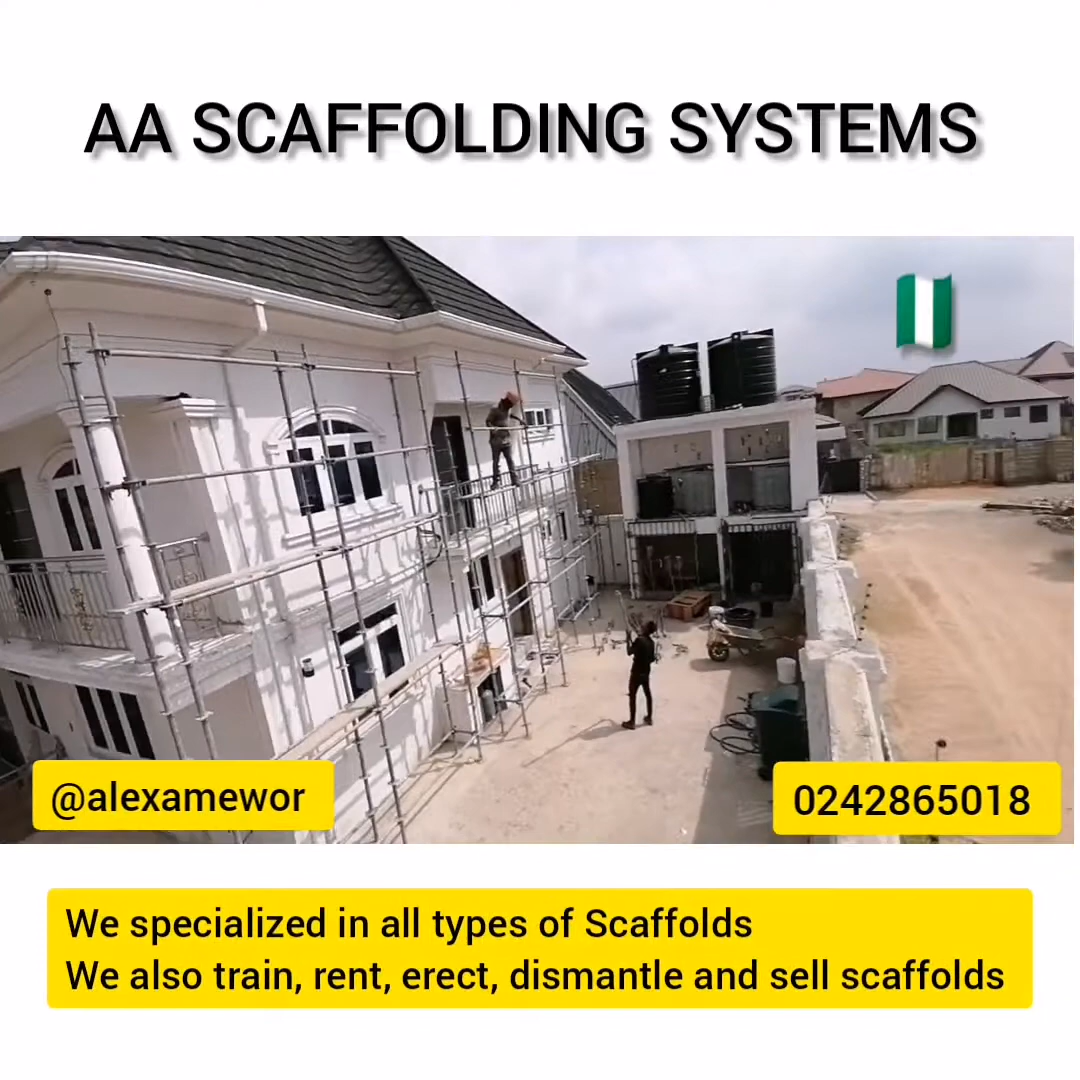 AA SCAFFOLDING SYSTEMS
@alexamewor
0242865018
We specialized in all types of Scaffolds
We also train, rent, erect, dismantle and sell scaffolds